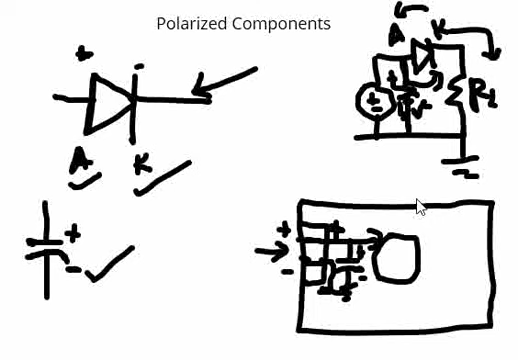 Polarized Components
+ -
A K
+
-
A K
+
+
-
R1
+ +
- -
+
-